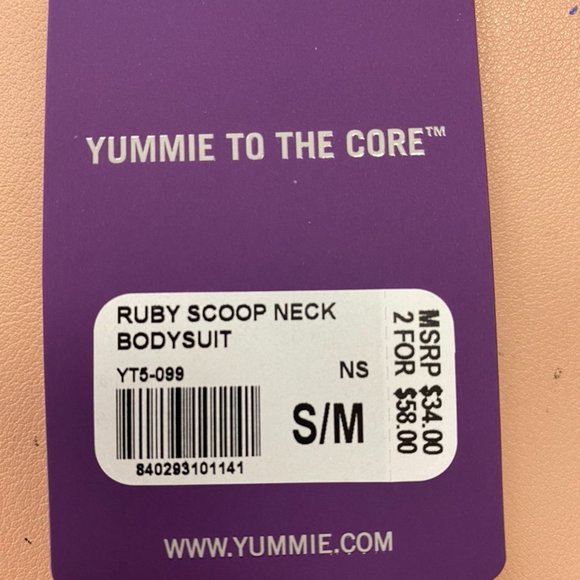 YUMMIE TO THE CORE™
RUBY SCOOP NECK
BODYSUIT
YT5-099 NS
S/M
840293101141
MSRP $34.00
2 FOR $58.00
WWW.YUMMIE.COM